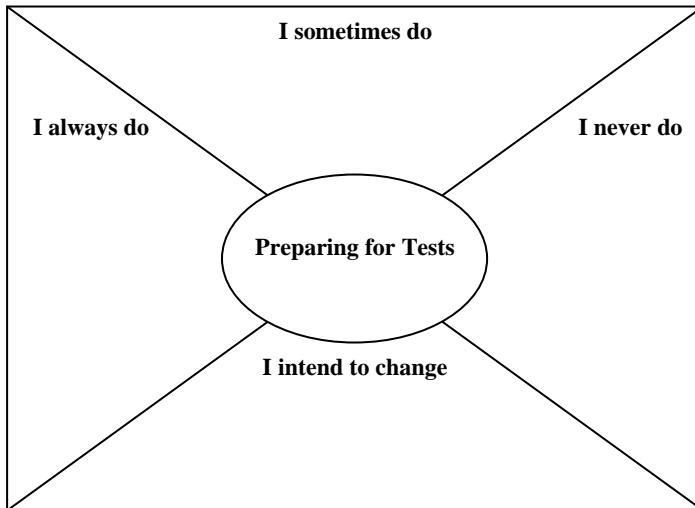 I sometimes do
I always do
I never do
Preparing for Tests
I intend to change